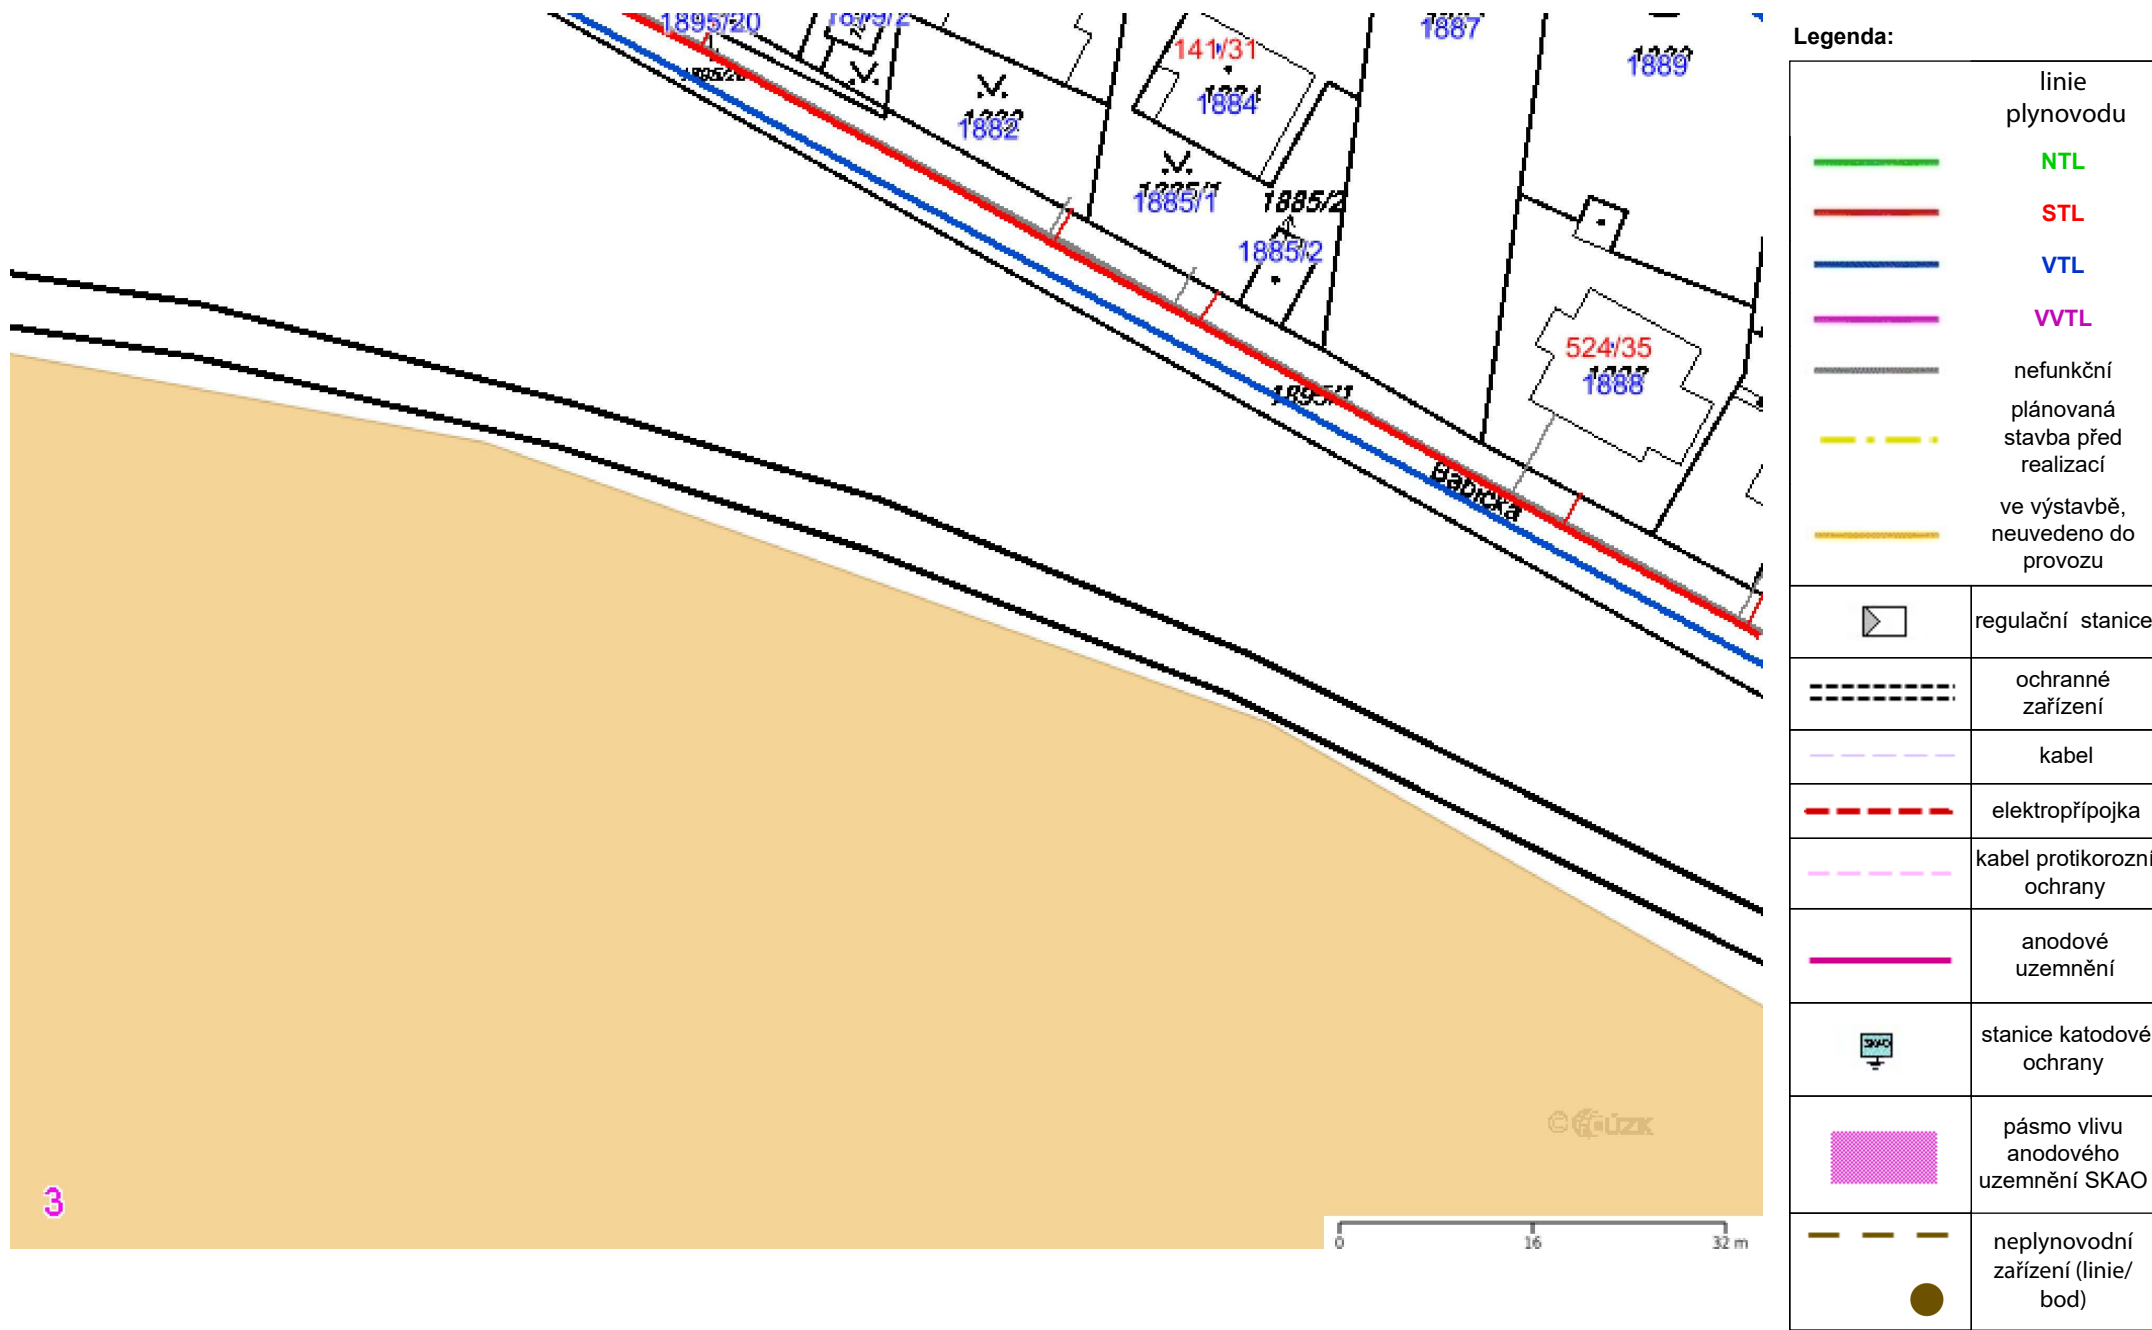 1895/20
1879/2
1887
141/31
1884
1889
1882
1885/1
1885/2
1885/2
524/35
1888
1895/1
Babická
3
© ČÚZK
0 16 32 m
Legenda:
linie
plynovodu
NTL
STL
VTL
VVTL
nefunkční
plánovaná
stavba před
realizací
ve výstavbě,
neuvedeno do
provozu
regulační stanice
ochranné
zařízení
kabel
elektropřípojka
kabel protikorozní
ochrany
anodové
uzemnění
SKAO
stanice katodové
ochrany
pásmo vlivu
anodového
uzemnění SKAO
neplynovodní
zařízení (linie/
bod)